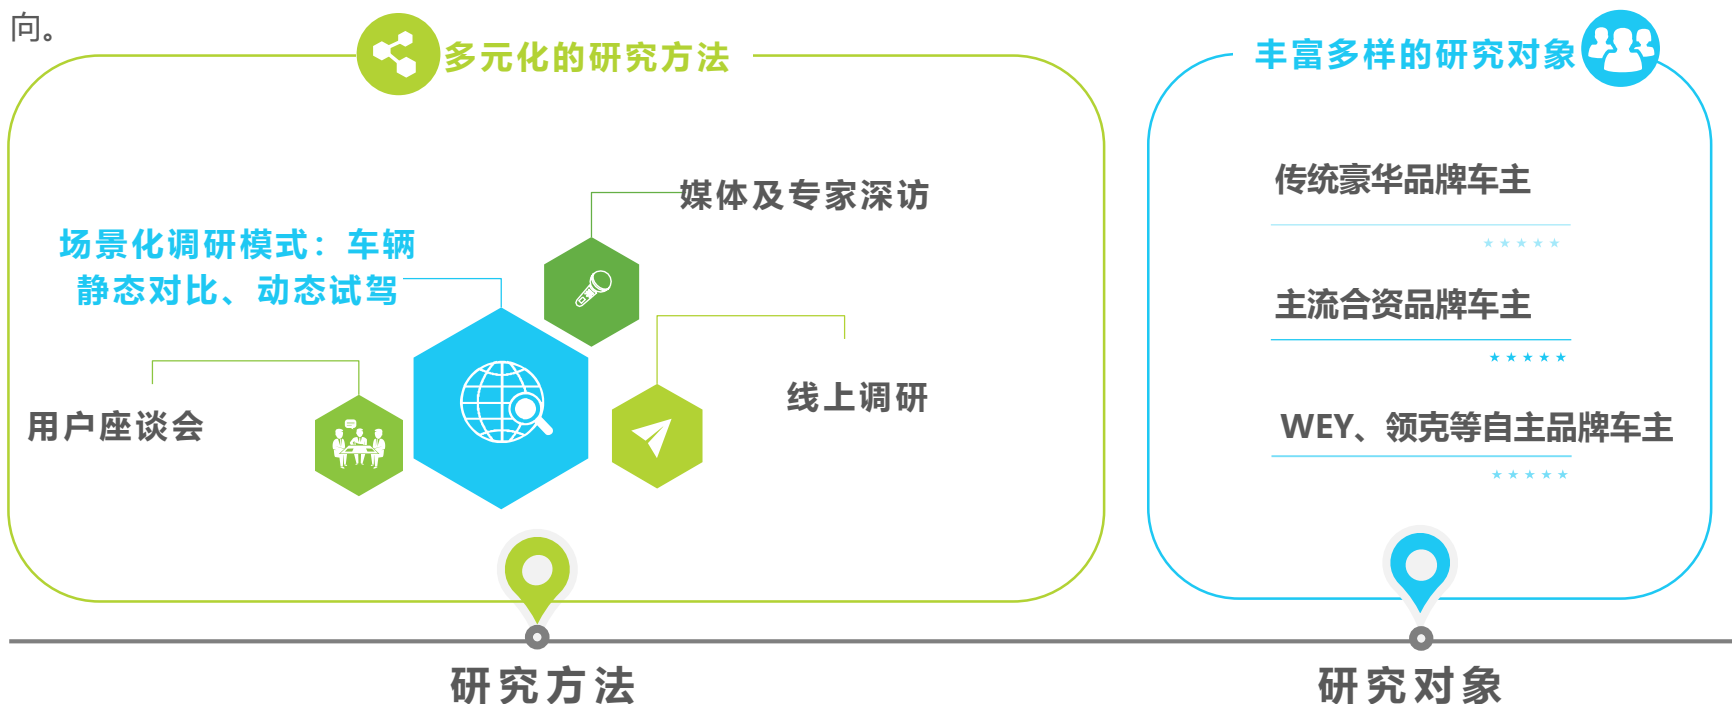 向。
多元化的研究方法
丰富多样的研究对象
媒体及专家深访
场景化调研模式：车辆
静态对比、动态试驾
用户座谈会
线上调研
传统豪华品牌车主
主流合资品牌车主
WEY、领克等自主品牌车主
研究方法
研究对象